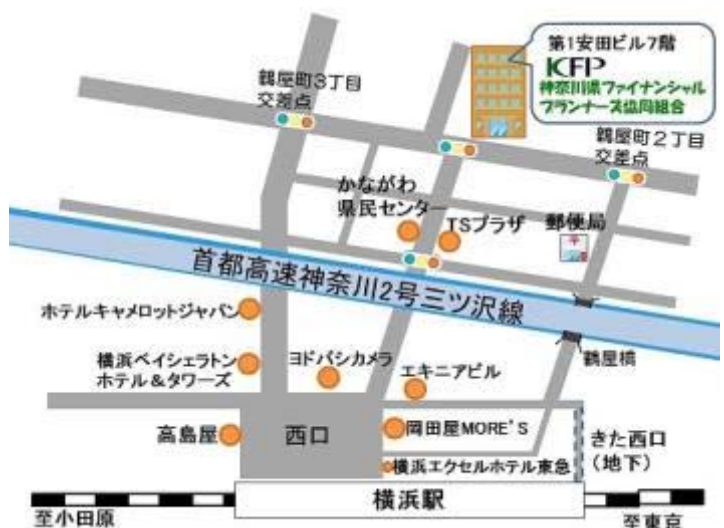 第1安田ビル7階
KFP
神奈川県ファイナンシャル
プランナーズ協同組合
鶴屋町3丁目
交差点
鶴屋町2丁目
交差点
かながわ
県民センター
TSプラザ
郵便局
首都高速神奈川2号三ツ沢線
ホテルキャメロットジャパン
鶴屋橋
横浜ベイシェラトン
ホテル&タワーズ
ヨドバシカメラ
エキニアビル
高島屋
西口
岡田屋MORE'S
きた西口
(地下)
横浜エクセルホテル東急
横浜駅
至小田原
至東京